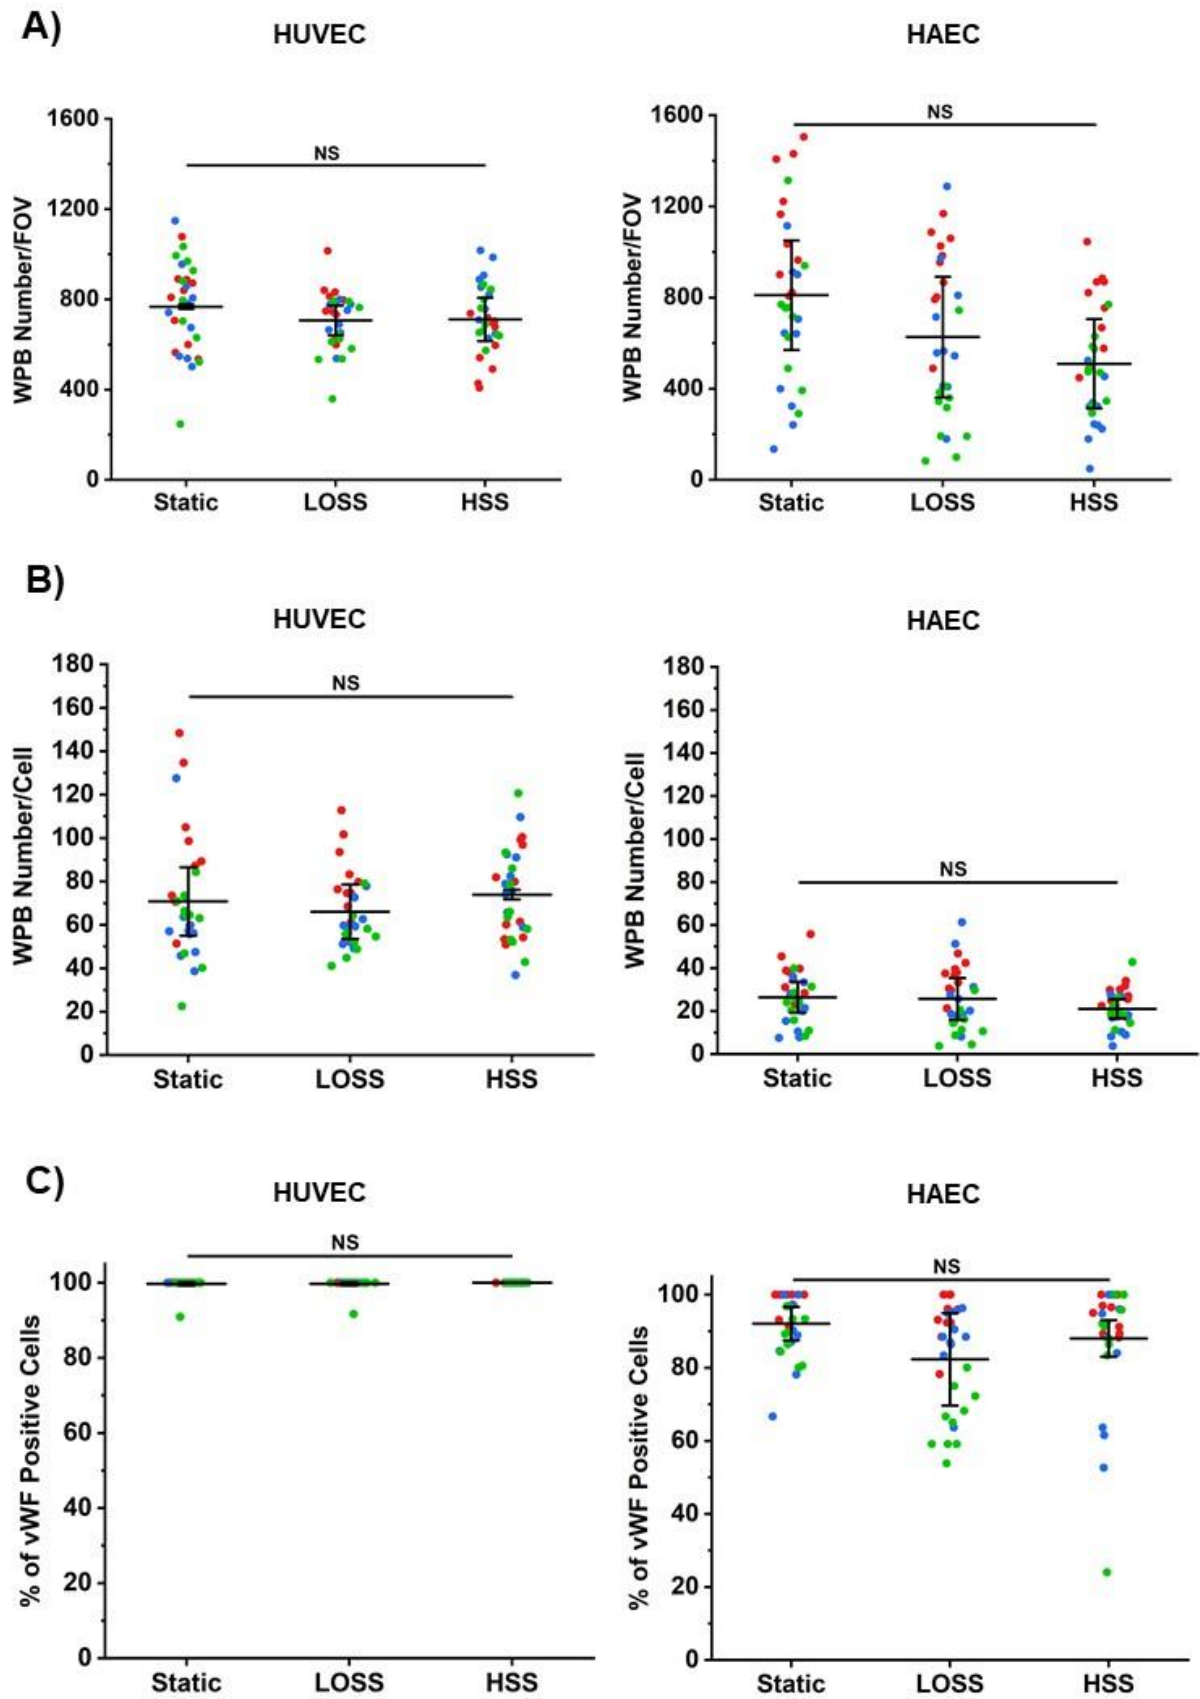 A)
HUVEC
WPB Number/FOV
1600
1200
800
400
0
NS
Static LOSS HSS
HAEC
WPB Number/FOV
1600
1200
800
400
0
NS
Static LOSS HSS
B)
HUVEC
WPB Number/Cell
180
160
140
120
100
80
60
40
20
0
NS
Static LOSS HSS
HAEC
WPB Number/Cell
180
160
140
120
100
80
60
40
20
0
NS
Static LOSS HSS
C)
HUVEC
% of vWF Positive Cells
100
80
60
40
20
0
NS
Static LOSS HSS
HAEC
% of vWF Positive Cells
100
80
60
40
20
0
NS
Static LOSS HSS